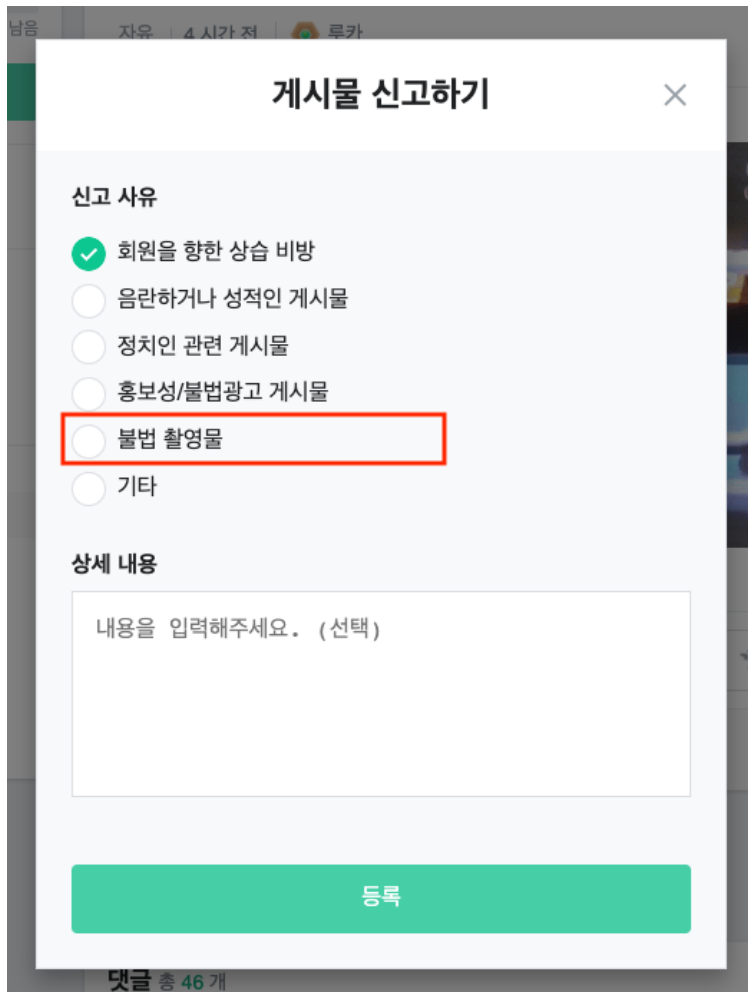 남음
자유 | 4 시간 전 | 루카
게시물 신고하기
신고 사유
회원을 향한 상습 비방
음란하거나 성적인 게시물
정치인 관련 게시물
홍보성/불법광고 게시물
불법 촬영물
기타
상세 내용
내용을 입력해주세요. (선택)
등록
댓글 총 46 개